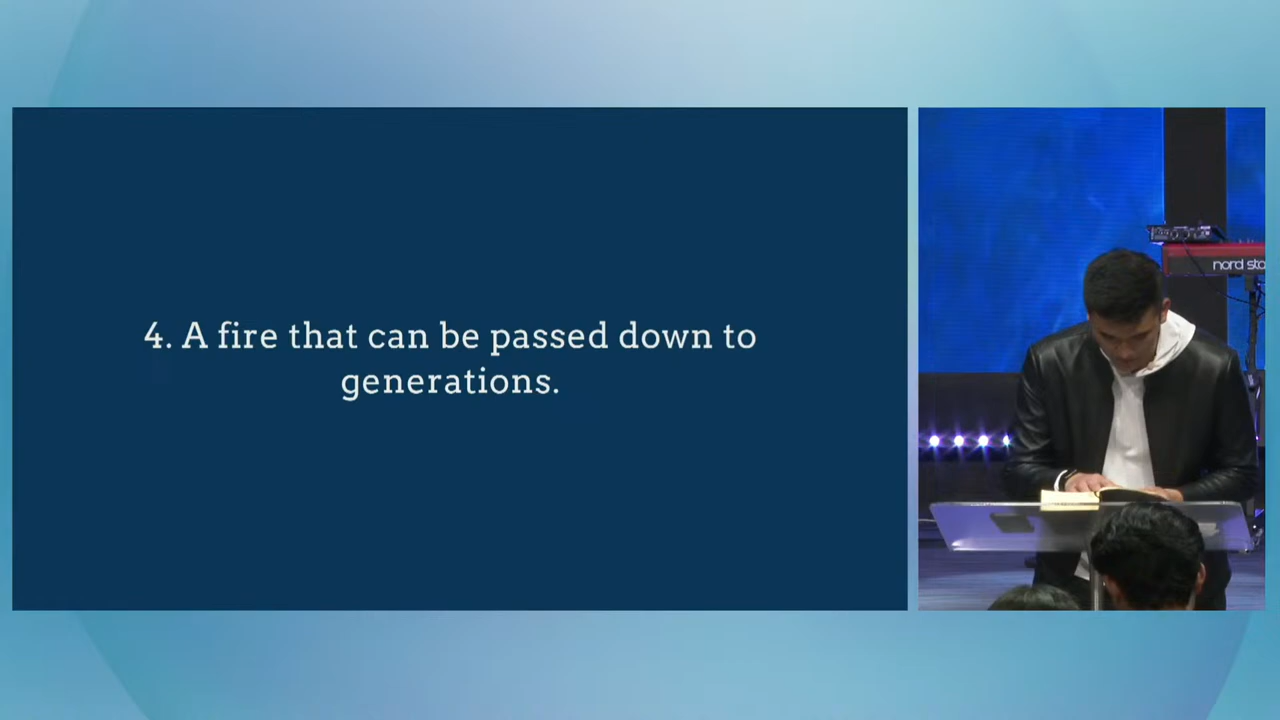 4. A fire that can be passed down to
generations.
nord sta